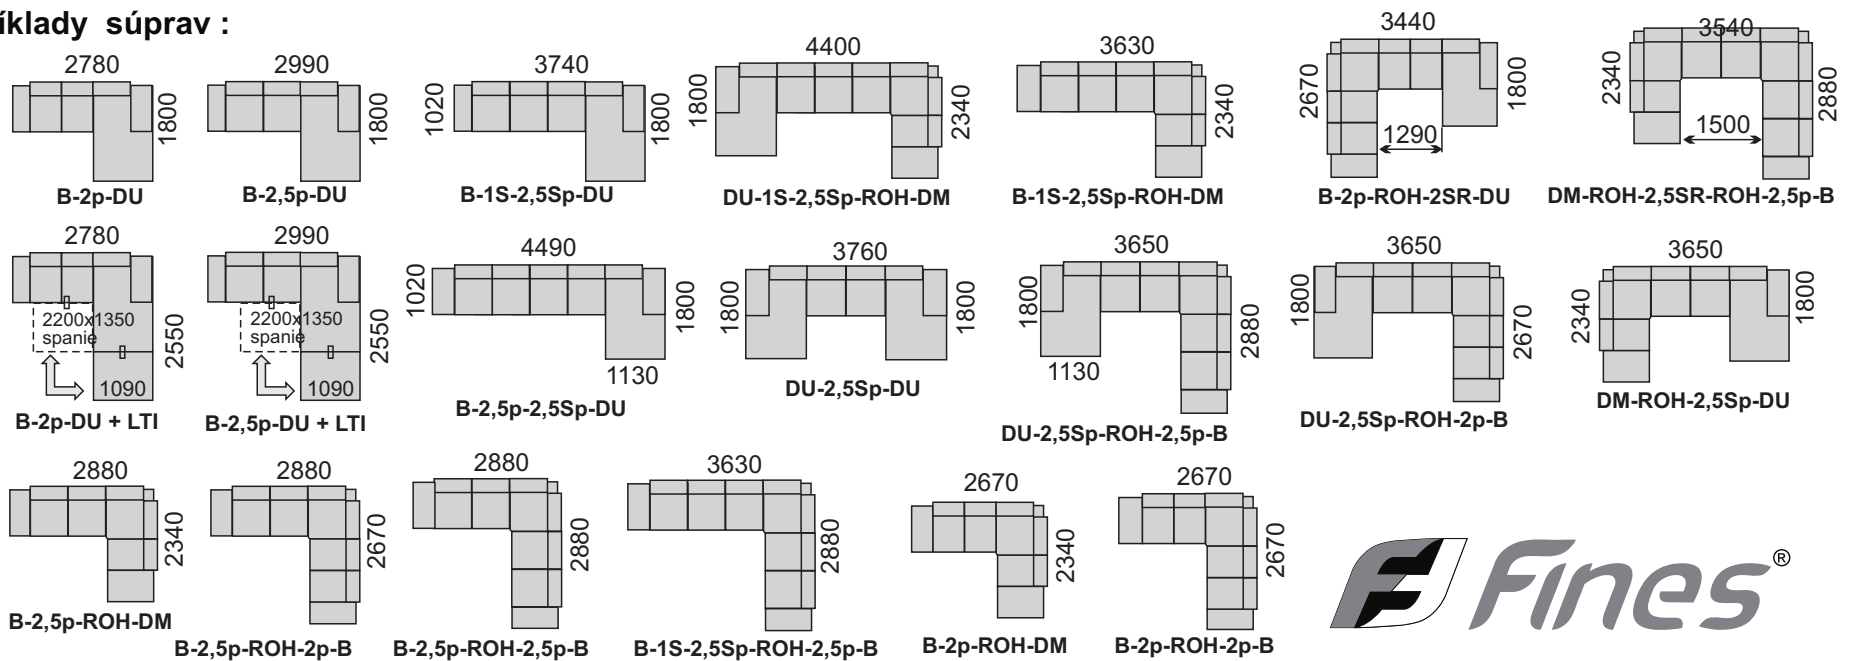 íklady súprav :
2780
1800
B-2p-DU
2990
1800
B-2,5p-DU
3740
1020
1800
B-1S-2,5Sp-DU
4400
1800
2340
DU-1S-2,5Sp-ROH-DM
3630
2340
B-1S-2,5Sp-ROH-DM
3440
2670
1800
1290
B-2p-ROH-2SR-DU
3540
2340
2880
1500
DM-ROH-2,5SR-ROH-2,5p-B
2780
2200x1350
spanie
2550
1090
B-2p-DU + LTI
2990
2200x1350
spanie
2550
1090
B-2,5p-DU + LTI
4490
1020
1800
1130
B-2,5p-2,5Sp-DU
3760
1800
1800
DU-2,5Sp-DU
3650
1800
2880
1130
DU-2,5Sp-ROH-2,5p-B
3650
1800
2670
DU-2,5Sp-ROH-2p-B
3650
2340
1800
DM-ROH-2,5Sp-DU
2880
2340
B-2,5p-ROH-DM
2880
2670
B-2,5p-ROH-2p-B
2880
2880
B-2,5p-ROH-2,5p-B
3630
2880
B-1S-2,5Sp-ROH-2,5p-B
2670
2340
B-2p-ROH-DM
2670
2670
B-2p-ROH-2p-B
Fines®